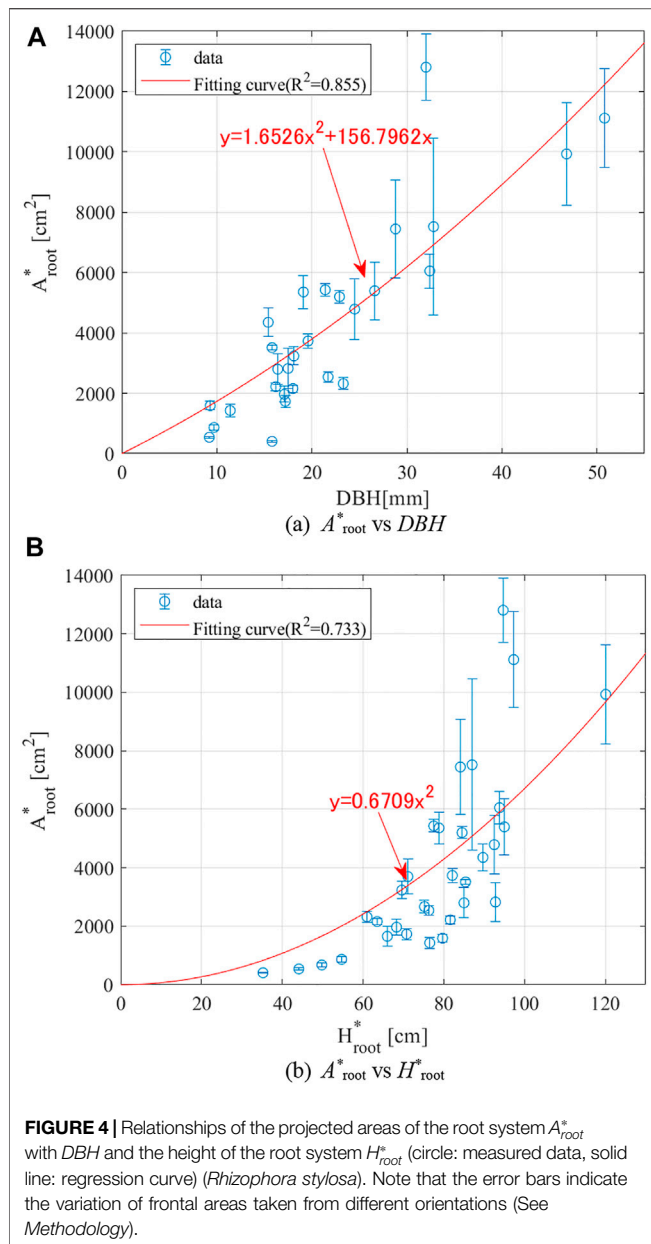 A
14000
12000
10000
8000
6000
4000
2000
0
A*root [cm²]
data
Fitting curve(R²=0.855)
y=1.6526x²+156.7962x
0 10 20 30 40 50
DBH[mm]
(a) A*root vs DBH
B
14000
12000
10000
8000
6000
4000
2000
0
A*root [cm²]
data
Fitting curve(R²=0.733)
y=0.6709x²
0 20 40 60 80 100 120
H*root [cm]
(b) A*root vs H*root
FIGURE 4 | Relationships of the projected areas of the root system A*root
with DBH and the height of the root system H*root (circle: measured data, solid
line: regression curve) (Rhizophora stylosa). Note that the error bars indicate
the variation of frontal areas taken from different orientations (See
Methodology).